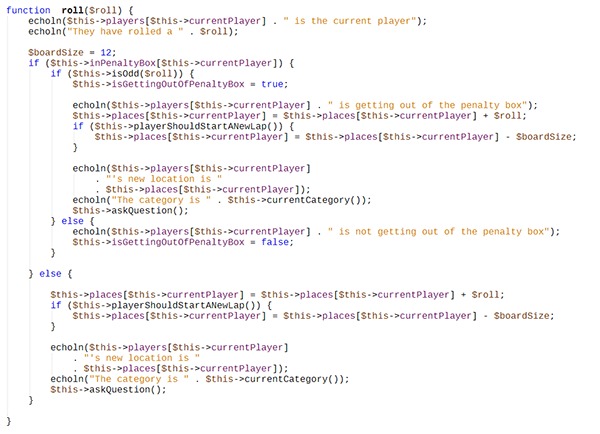 function  roll($roll) {
    echoln($this->players[$this->currentPlayer] . " is the current player");
    echoln("They have rolled a " . $roll);

    $boardSize = 12;
    if ($this->inPenaltyBox[$this->currentPlayer]) {
        if ($this->isOdd($roll)) {
            $this->isGettingOutOfPenaltyBox = true;

            echoln($this->players[$this->currentPlayer] . " is getting out of the penalty box");
            $this->places[$this->currentPlayer] = $this->places[$this->currentPlayer] + $roll;
            if ($this->playerShouldStartANewLap()) {
                $this->places[$this->currentPlayer] = $this->places[$this->currentPlayer] - $boardSize;
            }

            echoln($this->players[$this->currentPlayer]
                . "'s new location is "
                . $this->places[$this->currentPlayer]);
            echoln("The category is " . $this->currentCategory());
            $this->askQuestion();
        } else {
            echoln($this->players[$this->currentPlayer] . " is not getting out of the penalty box");
            $this->isGettingOutOfPenaltyBox = false;
        }

    } else {

        $this->places[$this->currentPlayer] = $this->places[$this->currentPlayer] + $roll;
        if ($this->playerShouldStartANewLap()) {
            $this->places[$this->currentPlayer] = $this->places[$this->currentPlayer] - $boardSize;
        }

        echoln($this->players[$this->currentPlayer]
            . "'s new location is "
            . $this->places[$this->currentPlayer]);
        echoln("The category is " . $this->currentCategory());
        $this->askQuestion();
    }

}